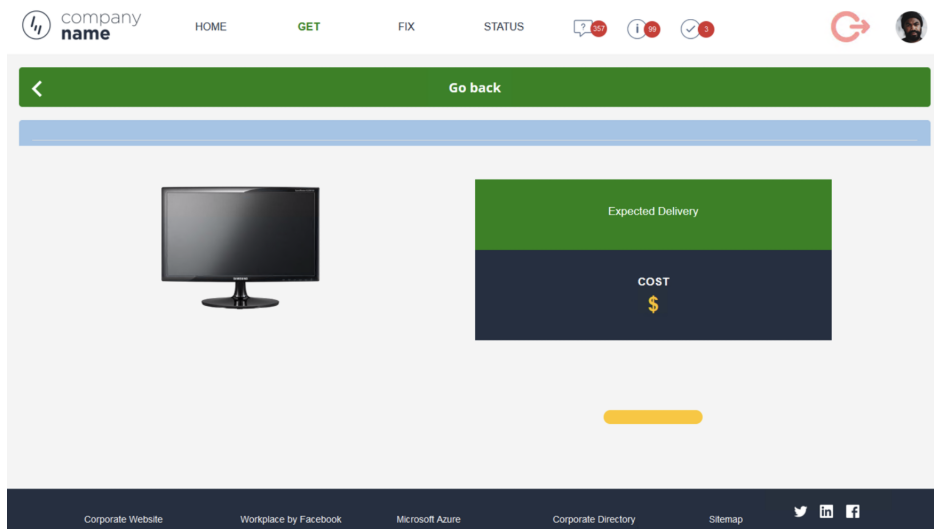 company
name
HOME
GET
FIX
STATUS
?
357
i
99
3
Go back
SAMSUNG
Expected Delivery
COST
$
Corporate Website
Workplace by Facebook
Microsoft Azure
Corporate Directory
Sitemap